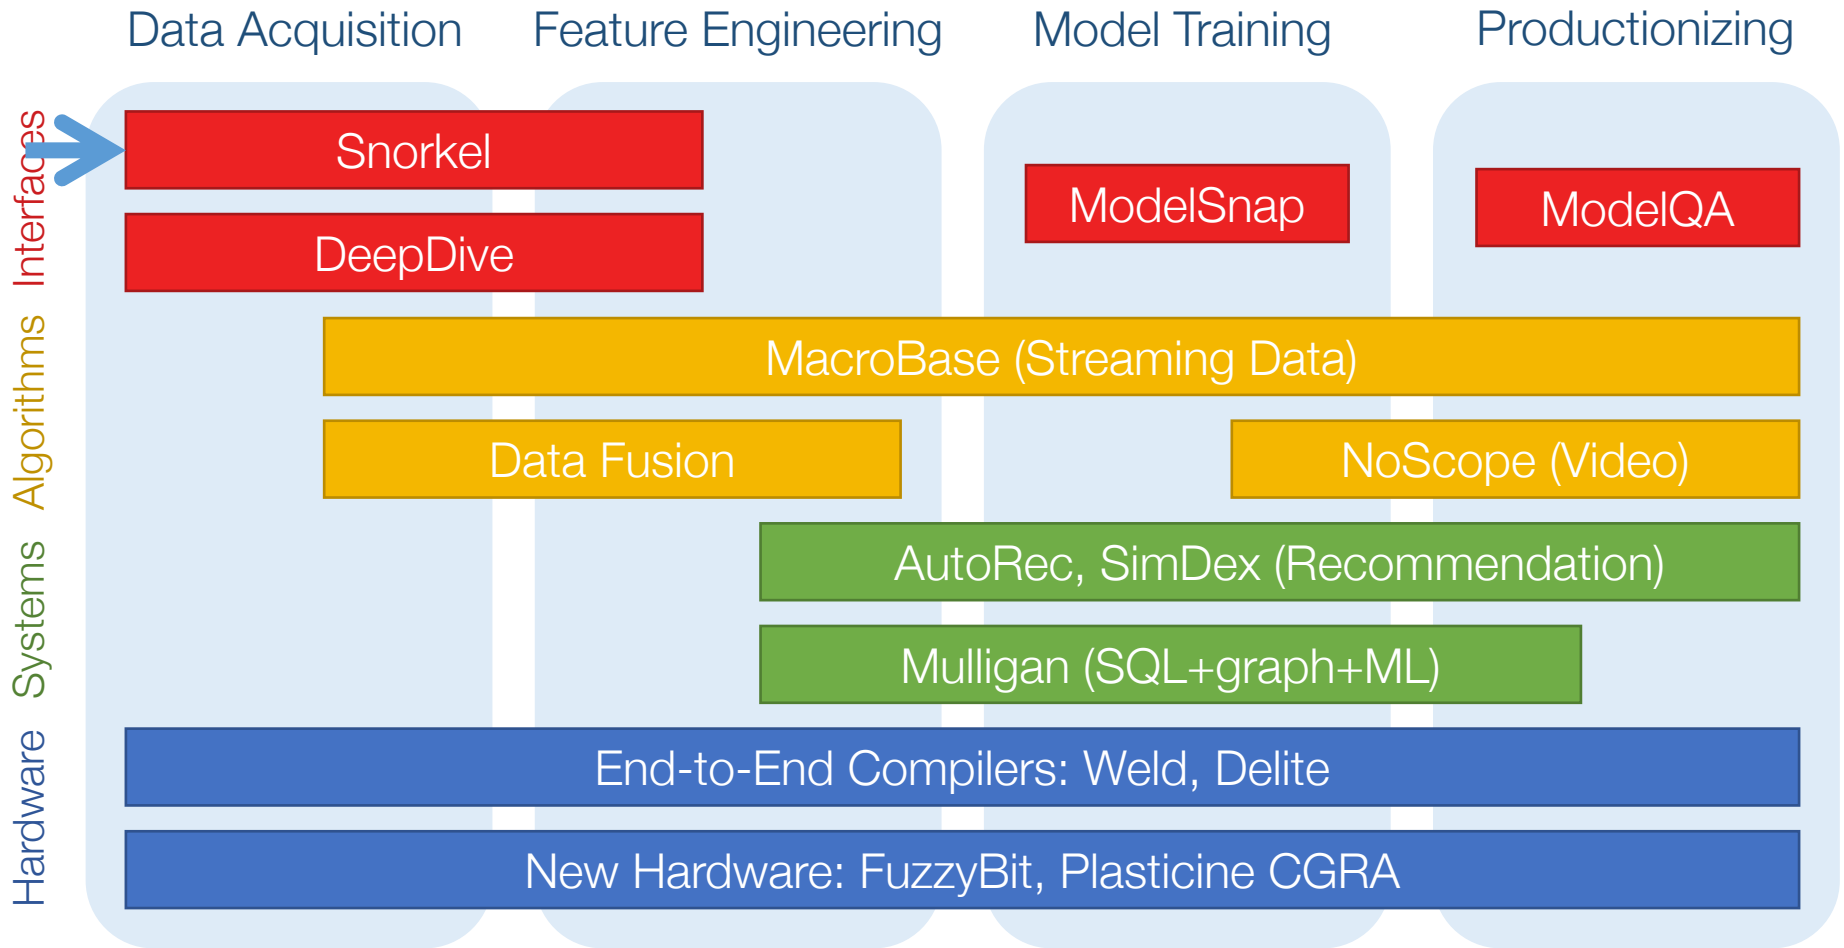 Data Acquisition
Feature Engineering
Model Training
Productionizing
Interfaces
Snorkel
DeepDive
ModelSnap
ModelQA
Algorithms
MacroBase (Streaming Data)
Data Fusion
NoScope (Video)
Systems
AutoRec, SimDex (Recommendation)
Mulligan (SQL+graph+ML)
Hardware
End-to-End Compilers: Weld, Delite
New Hardware: FuzzyBit, Plasticine CGRA